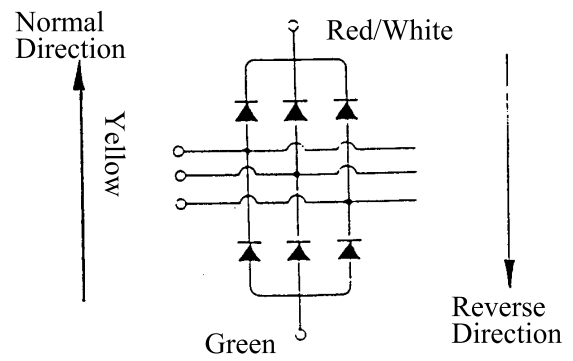 Normal
Direction
Red/White
Yellow
Green
Reverse
Direction